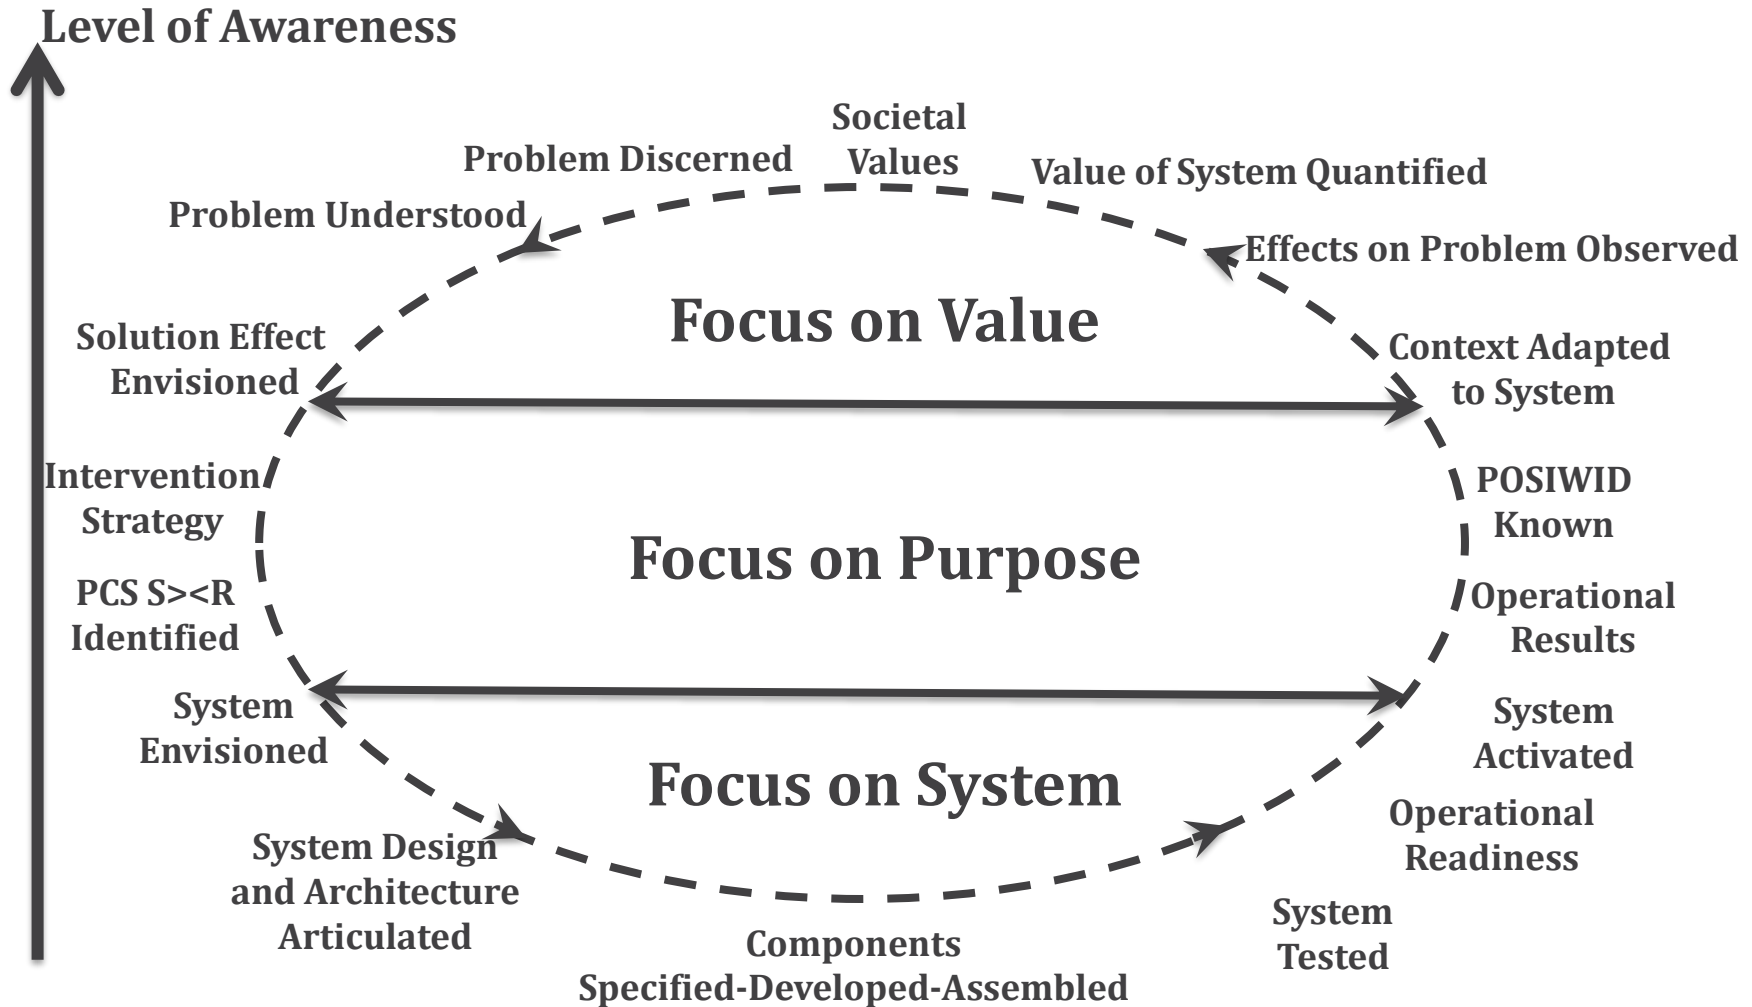 Level of Awareness
Societal
Values
Problem Discerned
Value of System Quantified
Problem Understood
Effects on Problem Observed
Focus on Value
Solution Effect
Envisioned
Context Adapted
to System
Intervention
Strategy
POSIWID
Known
Focus on Purpose
PCS S><R
Identified
Operational
Results
System
Envisioned
System
Activated
Focus on System
Operational
Readiness
System Design
and Architecture
Articulated
System
Tested
Components
Specified-Developed-Assembled